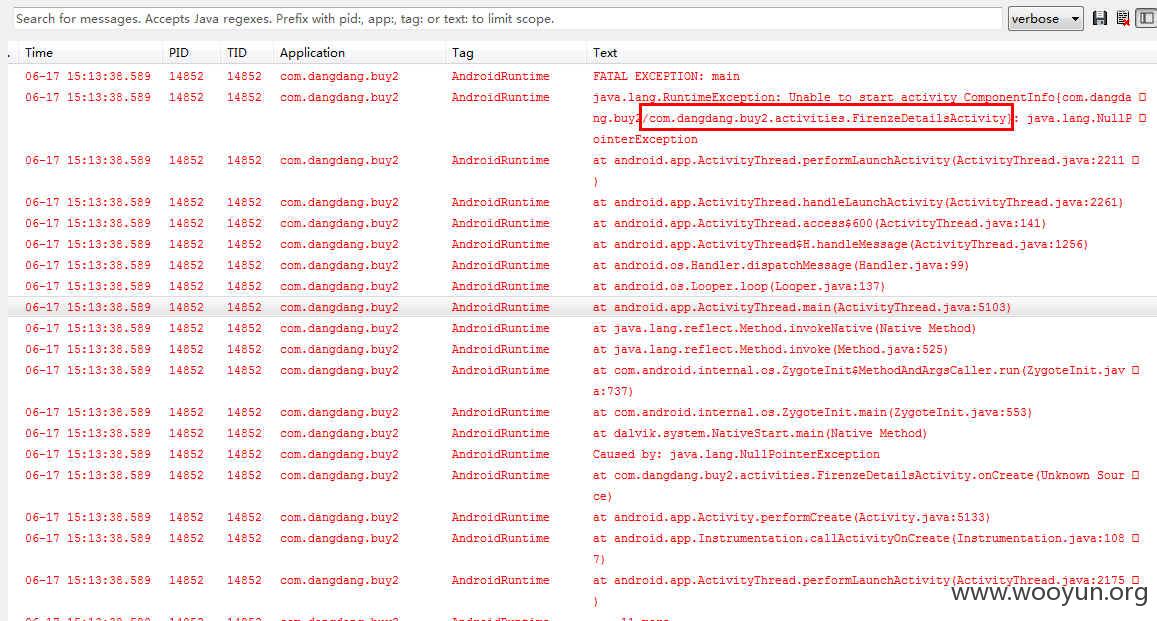 Search for messages. Accepts Java regexes. Prefix with pid:, app:, tag: or text: to limit scope.
verbose
. Time PID TID Application Tag Text
06-17 15:13:38.589 14852 14852 com.dangdang.buy2 AndroidRuntime FATAL EXCEPTION: main
06-17 15:13:38.589 14852 14852 com.dangdang.buy2 AndroidRuntime java.lang.RuntimeException: Unable to start activity ComponentInfo{com.dangda
ng.buy2/com.dangdang.buy2.activities.FirenzeDetailsActivity}: java.lang.NullP
ointerException
06-17 15:13:38.589 14852 14852 com.dangdang.buy2 AndroidRuntime at android.app.ActivityThread.performLaunchActivity(ActivityThread.java:2211
)
06-17 15:13:38.589 14852 14852 com.dangdang.buy2 AndroidRuntime at android.app.ActivityThread.handleLaunchActivity(ActivityThread.java:2261)
06-17 15:13:38.589 14852 14852 com.dangdang.buy2 AndroidRuntime at android.app.ActivityThread.access$600(ActivityThread.java:141)
06-17 15:13:38.589 14852 14852 com.dangdang.buy2 AndroidRuntime at android.app.ActivityThread$H.handleMessage(ActivityThread.java:1256)
06-17 15:13:38.589 14852 14852 com.dangdang.buy2 AndroidRuntime at android.os.Handler.dispatchMessage(Handler.java:99)
06-17 15:13:38.589 14852 14852 com.dangdang.buy2 AndroidRuntime at android.os.Looper.loop(Looper.java:137)
06-17 15:13:38.589 14852 14852 com.dangdang.buy2 AndroidRuntime at android.app.ActivityThread.main(ActivityThread.java:5103)
06-17 15:13:38.589 14852 14852 com.dangdang.buy2 AndroidRuntime at java.lang.reflect.Method.invokeNative(Native Method)
06-17 15:13:38.589 14852 14852 com.dangdang.buy2 AndroidRuntime at java.lang.reflect.Method.invoke(Method.java:525)
06-17 15:13:38.589 14852 14852 com.dangdang.buy2 AndroidRuntime at com.android.internal.os.ZygoteInit$MethodAndArgsCaller.run(ZygoteInit.jav
a:737)
06-17 15:13:38.589 14852 14852 com.dangdang.buy2 AndroidRuntime at com.android.internal.os.ZygoteInit.main(ZygoteInit.java:553)
06-17 15:13:38.589 14852 14852 com.dangdang.buy2 AndroidRuntime at dalvik.system.NativeStart.main(Native Method)
06-17 15:13:38.589 14852 14852 com.dangdang.buy2 AndroidRuntime Caused by: java.lang.NullPointerException
06-17 15:13:38.589 14852 14852 com.dangdang.buy2 AndroidRuntime at com.dangdang.buy2.activities.FirenzeDetailsActivity.onCreate(Unknown Sour
ce)
06-17 15:13:38.589 14852 14852 com.dangdang.buy2 AndroidRuntime at android.app.Activity.performCreate(Activity.java:5133)
06-17 15:13:38.589 14852 14852 com.dangdang.buy2 AndroidRuntime at android.app.Instrumentation.callActivityOnCreate(Instrumentation.java:108
7)
06-17 15:13:38.589 14852 14852 com.dangdang.buy2 AndroidRuntime at android.app.ActivityThread.performLaunchActivity(ActivityThread.java:2175
)
www.wooyun.org